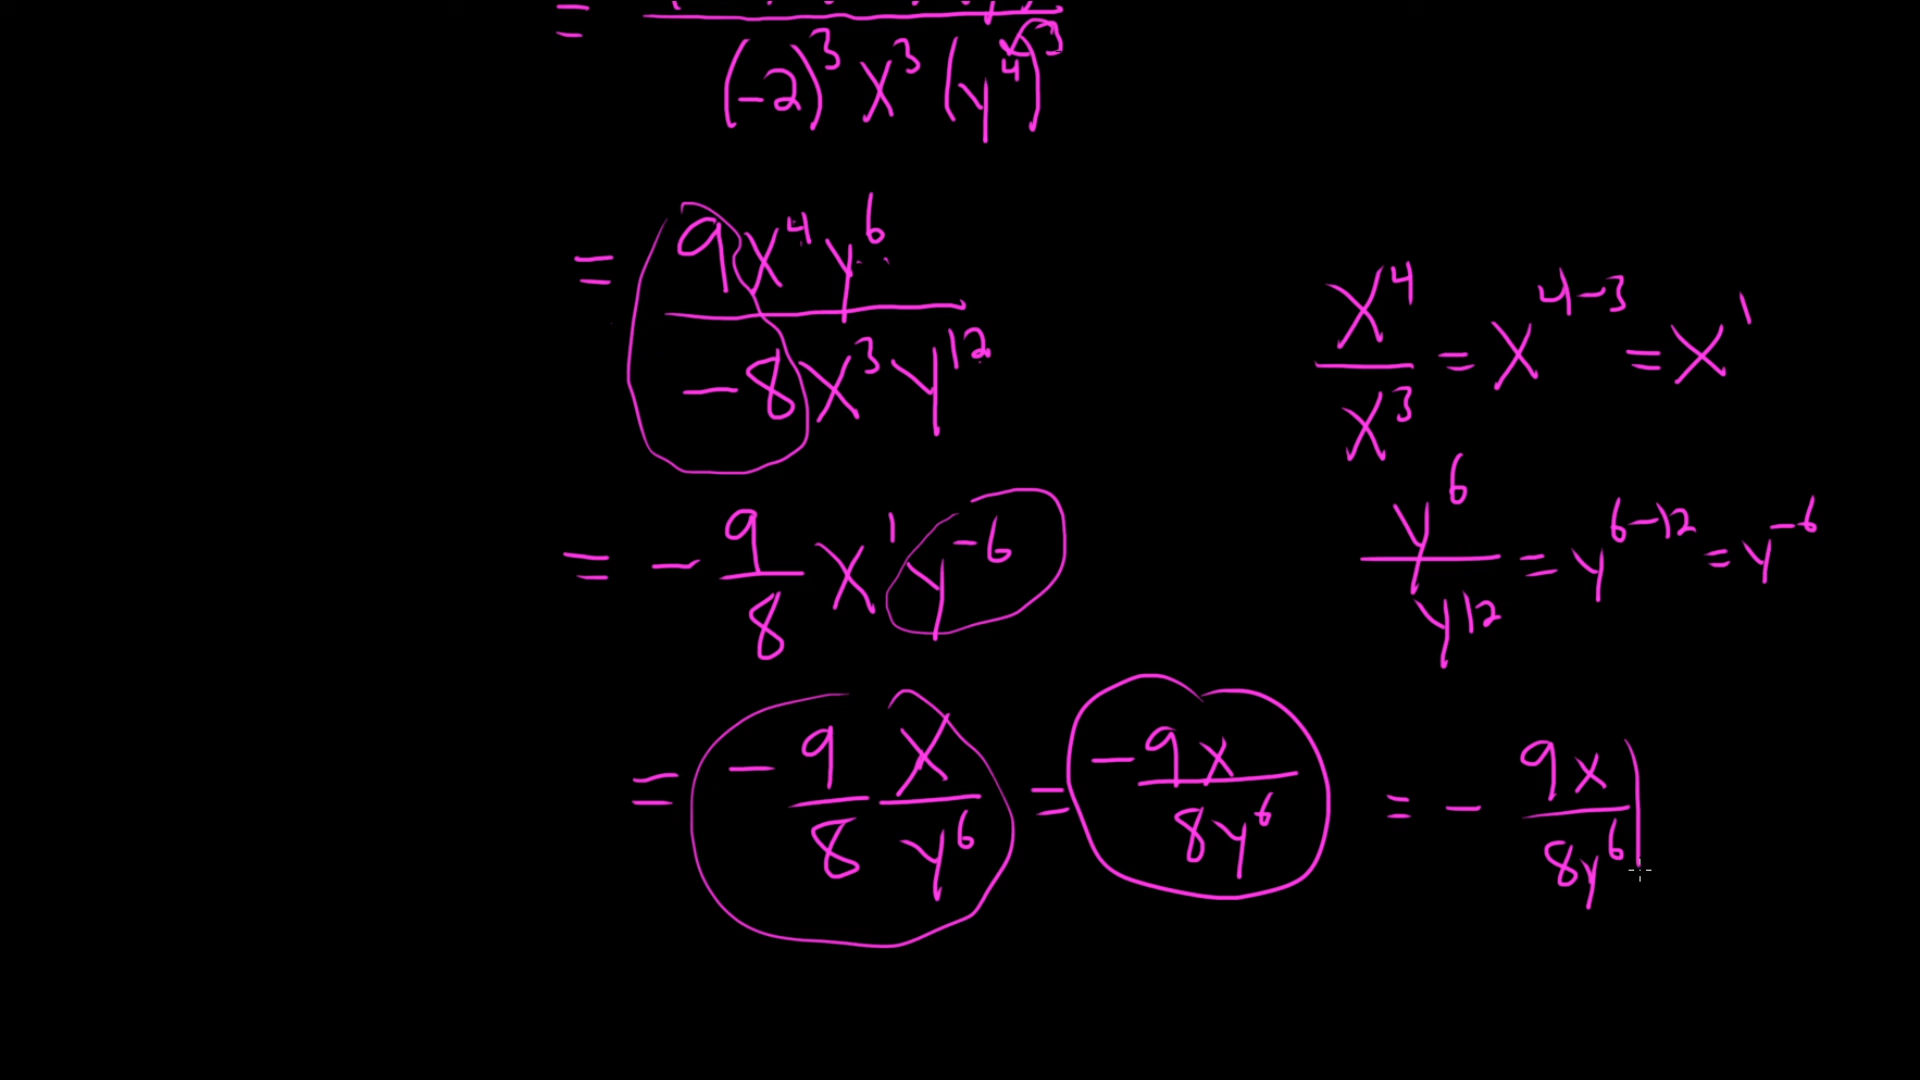 =
(-2)³ x³ (y⁴)³
= 9x⁴y⁶ / -8x³y¹²
x⁴ / x³ = x⁴⁻³ = x¹
y⁶ / y¹² = y⁶⁻¹² = y⁻⁶
= - 9/8 x¹ y⁻⁶
= - 9/8 x/y⁶ = -9x / 8y⁶ = - 9x / 8y⁶